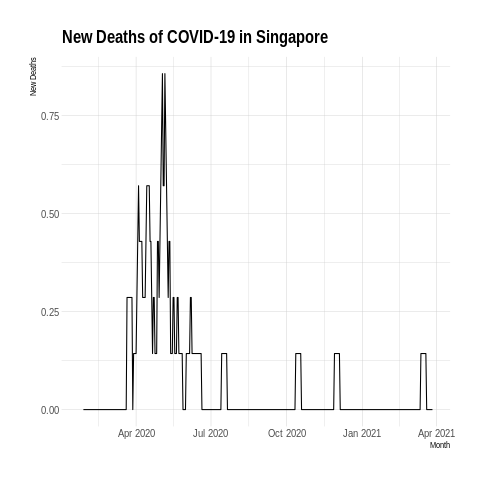 New Deaths of COVID-19 in Singapore
New Deaths
0.75
0.50
0.25
0.00
Apr 2020 Jul 2020 Oct 2020 Jan 2021 Apr 2021
Month